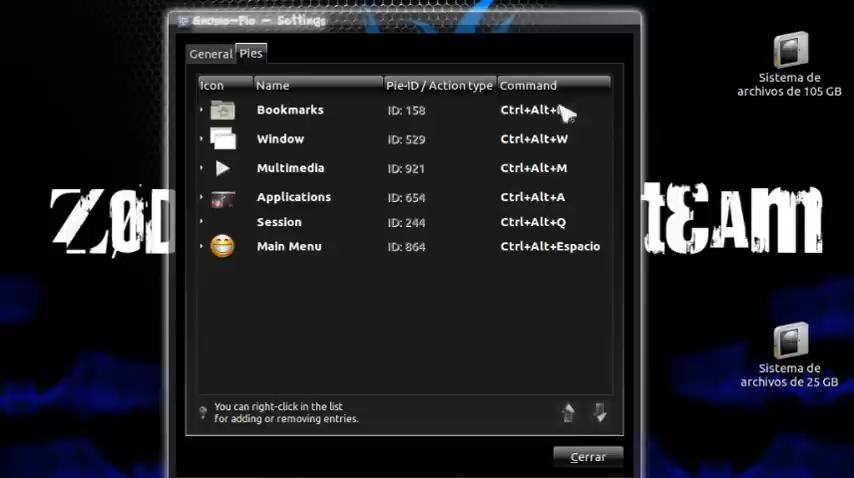 Gnome-Pie - Settings
General Pies
Icon Name Pie-ID / Action type Command
Bookmarks ID: 158 Ctrl+Alt+
Window ID: 529 Ctrl+Alt+W
Multimedia ID: 921 Ctrl+Alt+M
Applications ID: 654 Ctrl+Alt+A
Session ID: 244 Ctrl+Alt+Q
Main Menu ID: 864 Ctrl+Alt+Espacio
You can right-click in the list
for adding or removing entries.
Cerrar
Sistema de
archivos de 105 GB
Sistema de
archivos de 25 GB
team